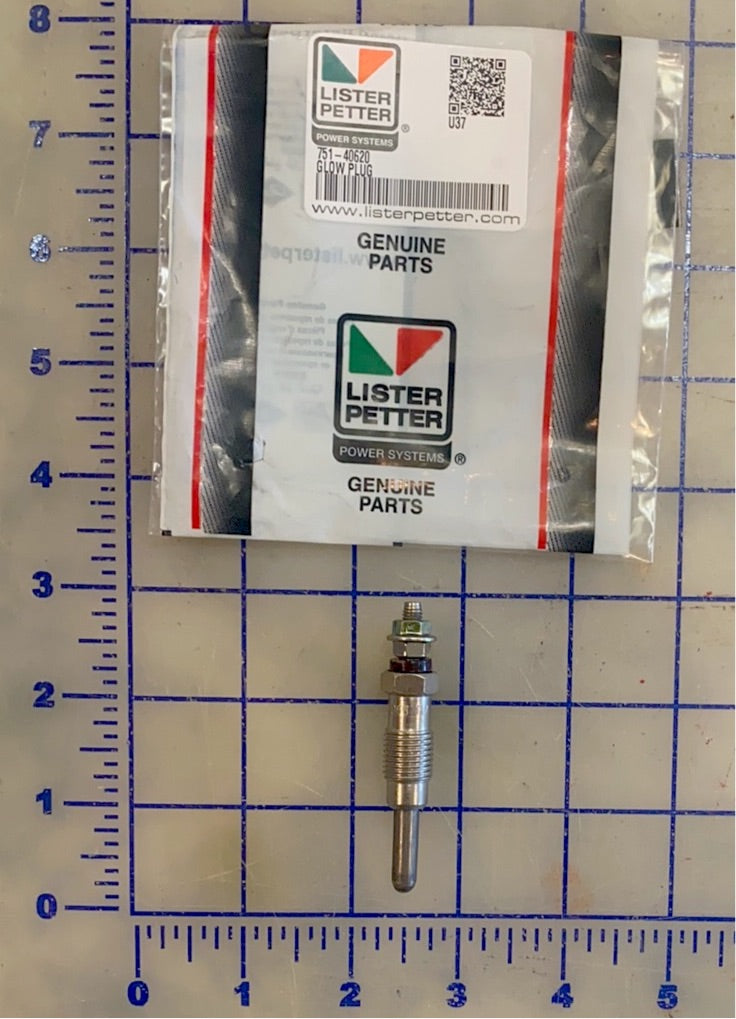 8
7
6
5
4
3
2
1
0
LISTER
PETTER
®
POWER SYSTEMS
U37
751-40620
GLOW PLUG
www.listerpetter.com
GENUINE
PARTS
LISTER
PETTER
POWER SYSTEMS ®
GENUINE
PARTS
0 1 2 3 4 5